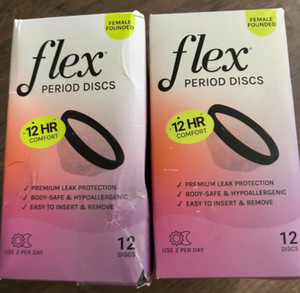 FEMALE
FOUNDED
flex®
PERIOD DISCS
12 HR
COMFORT
✓ PREMIUM LEAK PROTECTION
✓ BODY-SAFE & HYPOALLERGENIC
✓ EASY TO INSERT & REMOVE
USE 2 PER DAY
12
DISCS
FEMALE
FOUNDED
flex®
PERIOD DISCS
12 HR
COMFORT
✓ PREMIUM LEAK PROTECTION
✓ BODY-SAFE & HYPOALLERGENIC
✓ EASY TO INSERT & REMOVE
USE 2 PER DAY
12
DISCS